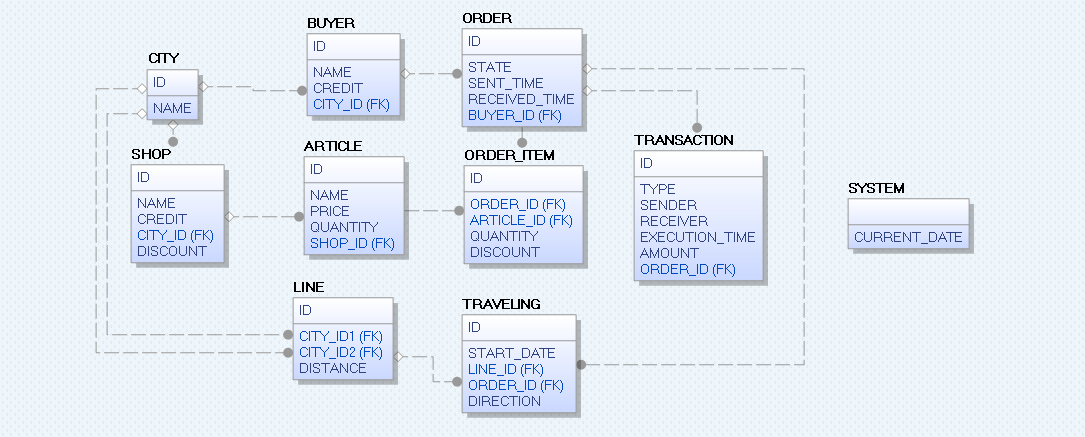 BUYER
ID
NAME
CREDIT
CITY_ID (FK)
ORDER
ID
STATE
SENT_TIME
RECEIVED_TIME
BUYER_ID (FK)
CITY
ID
NAME
SHOP
ID
NAME
CREDIT
CITY_ID (FK)
DISCOUNT
ARTICLE
ID
NAME
PRICE
QUANTITY
SHOP_ID (FK)
ORDER_ITEM
ID
ORDER_ID (FK)
ARTICLE_ID (FK)
QUANTITY
DISCOUNT
TRANSACTION
ID
TYPE
SENDER
RECEIVER
EXECUTION_TIME
AMOUNT
ORDER_ID (FK)
SYSTEM
CURRENT_DATE
LINE
ID
CITY_ID1 (FK)
CITY_ID2 (FK)
DISTANCE
TRAVELING
ID
START_DATE
LINE_ID (FK)
ORDER_ID (FK)
DIRECTION